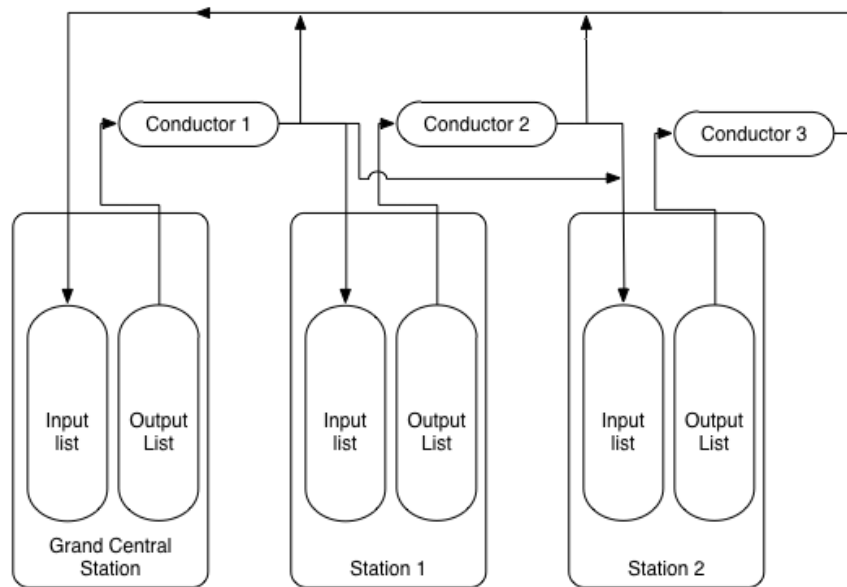 Conductor 1
Conductor 2
Conductor 3
Input
list
Output
List
Grand Central
Station
Input
list
Output
List
Station 1
Input
list
Output
List
Station 2